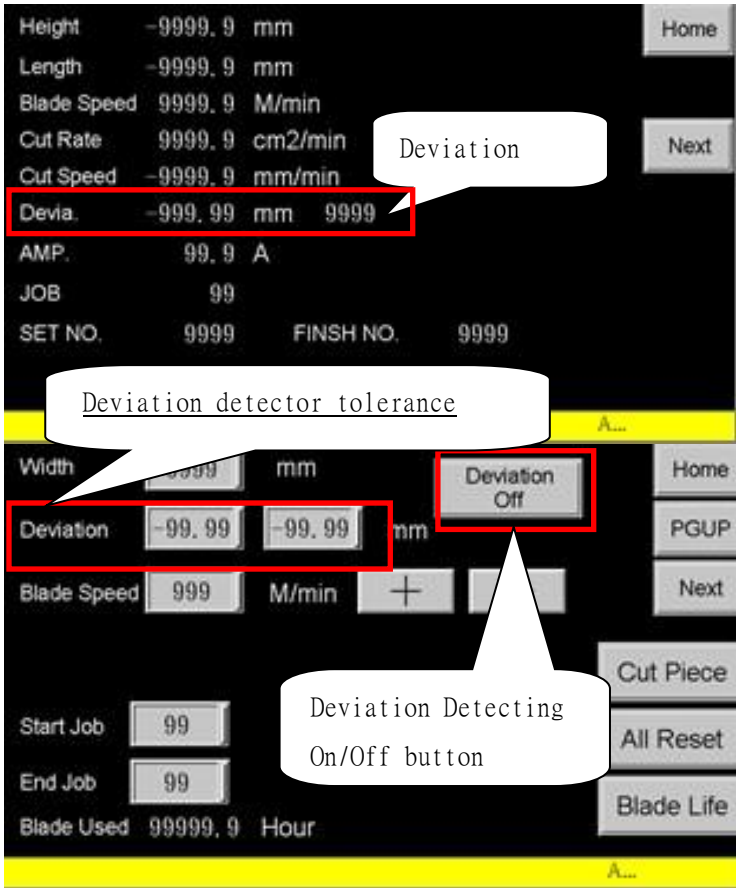 Height -9999.9 mm Home
Length -9999.9 mm
Blade Speed 9999.9 M/min
Cut Rate 9999.9 cm2/min Deviation Next
Cut Speed -9999.9 mm/min
Devia. -999.99 mm 9999
AMP. 99.9 A
JOB 99
SET NO. 9999 FINSH NO. 9999
Deviation detector tolerance
A...
Width mm Deviation Off Home
Deviation -99.99 -99.99 mm PGUP
Blade Speed 999 M/min + Next
Cut Piece
Deviation Detecting
On/Off button
Start Job 99 All Reset
End Job 99
Blade Life
Blade Used 99999.9 Hour
A...